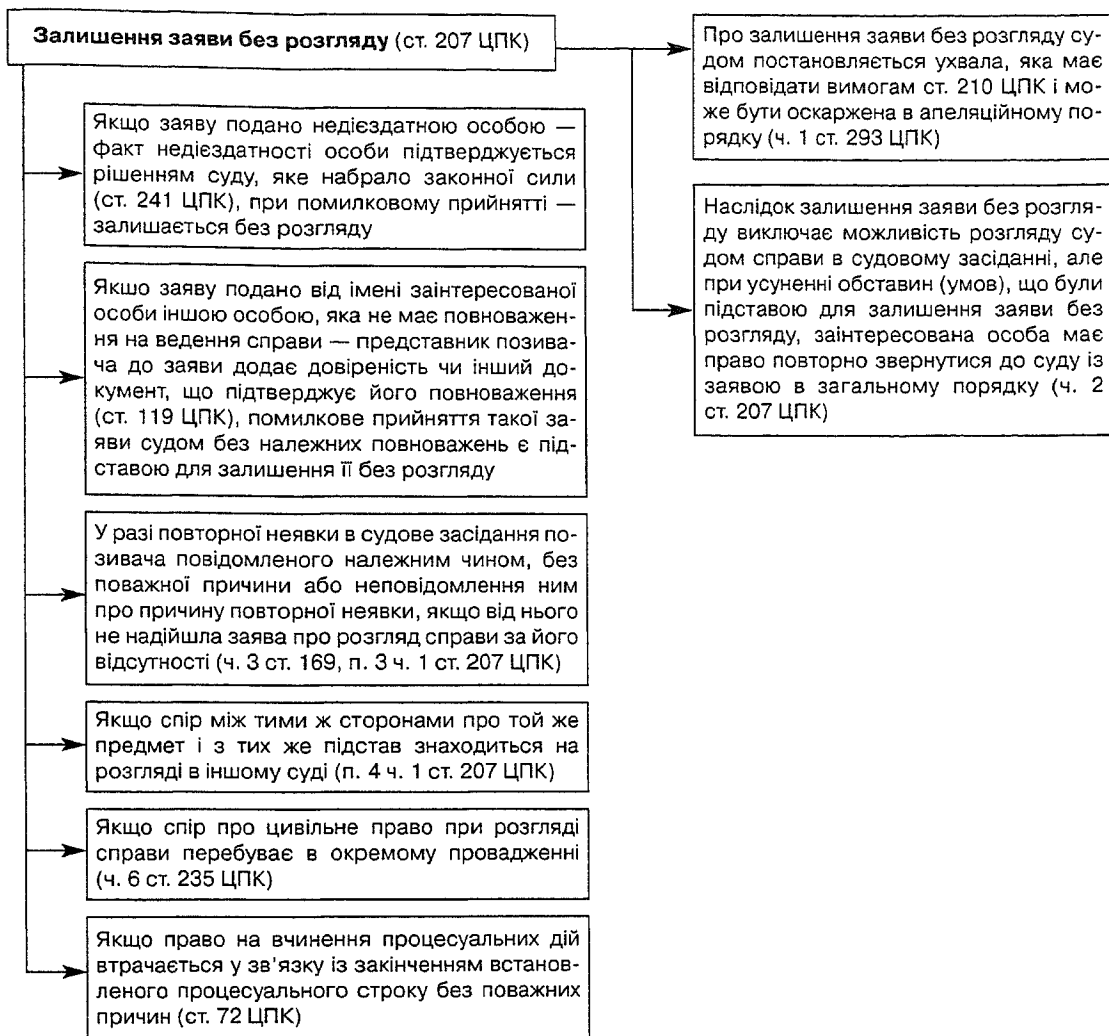 Залишення заяви без розгляду (ст. 207 ЦПК)
Якщо заяву подано недієздатною особою —
факт недієздатності особи підтверджується
рішенням суду, яке набрало законної сили
(ст. 241 ЦПК), при помилковому прийнятті —
залишається без розгляду
Якшо заяву подано від імені заінтересованої
особи іншою особою, яка не має повноважен-
ня на ведення справи — представник позива-
ча до заяви додає довіреність чи інший до-
кумент, що підтверджує його повноваження
(ст. 119 ЦПК), помилкове прийняття такої за-
яви судом без належних повноважень є під-
ставою для залишення її без розгляду
У разі повторної неявки в судове засідання по-
зивача повідомленого належним чином, без
поважної причини або неповідомлення ним
про причину повторної неявки, якщо від нього
не надійшла заява про розгляд справи за його
відсутності (ч. 3 ст. 169, п. 3 ч. 1 ст. 207 ЦПК)
Якщо спір між тими ж сторонами про той же
предмет і з тих же підстав знаходиться на
розгляді в іншому суді (п. 4 ч. 1 ст. 207 ЦПК)
Якщо спір про цивільне право при розгляді
справи перебуває в окремому провадженні
(ч. 6 ст. 235 ЦПК)
Якщо право на вчинення процесуальних дій
втрачається у зв'язку із закінченням встанов-
леного процесуального строку без поважних
причин (ст. 72 ЦПК)
Про залишення заяви без розгляду су-
дом постановляється ухвала, яка має
відповідати вимогам ст. 210 ЦПК і мо-
же бути оскаржена в апеляційному по-
рядку (ч. 1 ст. 293 ЦПК)
Наслідок залишення заяви без розгля-
ду виключає можливість розгляду су-
дом справи в судовому засіданні, але
при усуненні обставин (умов), що були
підставою для залишення заяви без
розгляду, заінтересована особа має
право повторно звернутися до суду із
заявою в загальному порядку (ч. 2
ст. 207 ЦПК)